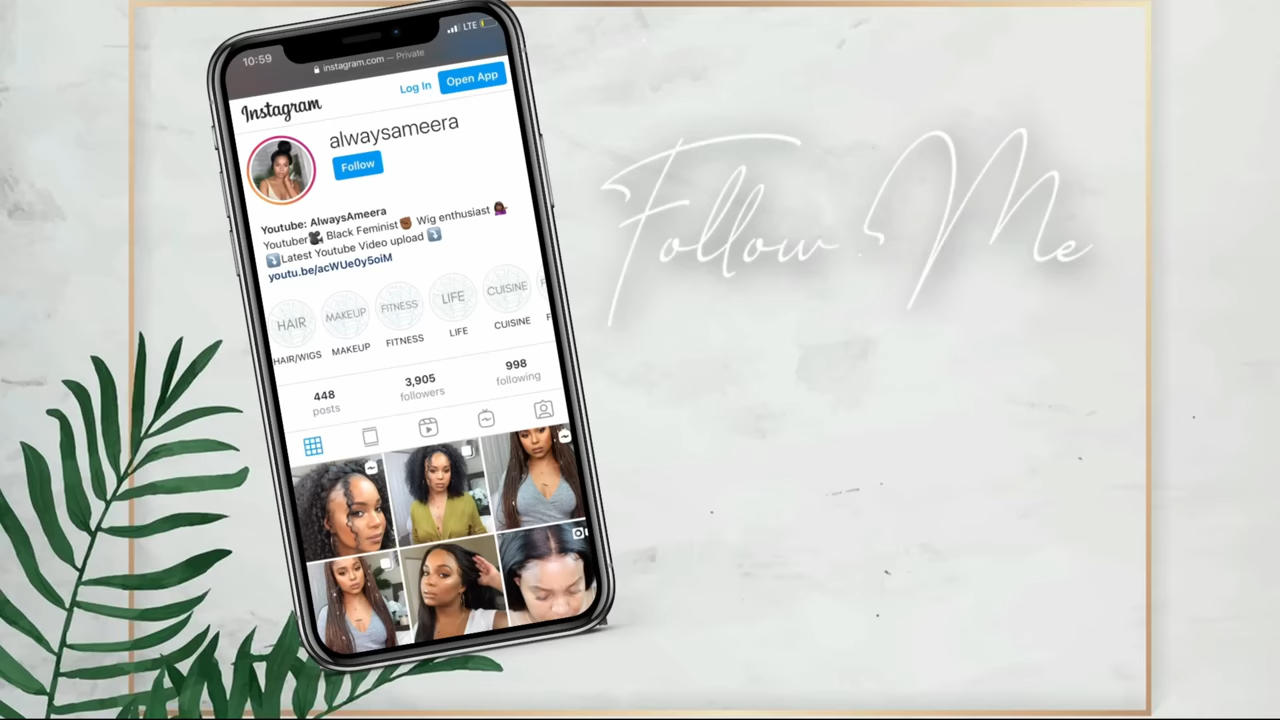 10:59
LTE
instagram.com — Private
Instagram
Log In
Open App
alwaysameera
Follow
Youtube: AlwaysAmeera
Youtuber🎥 Black Feminist✊🏾 Wig enthusiast 💁🏾‍♀️
⤵️Latest Youtube Video upload ⤵️
youtu.be/acWUe0y5oiM
HAIR
MAKEUP
FITNESS
LIFE
CUISINE
HAIR/WIGS
MAKEUP
FITNESS
LIFE
CUISINE
448
posts
3,905
followers
998
following
Follow Me